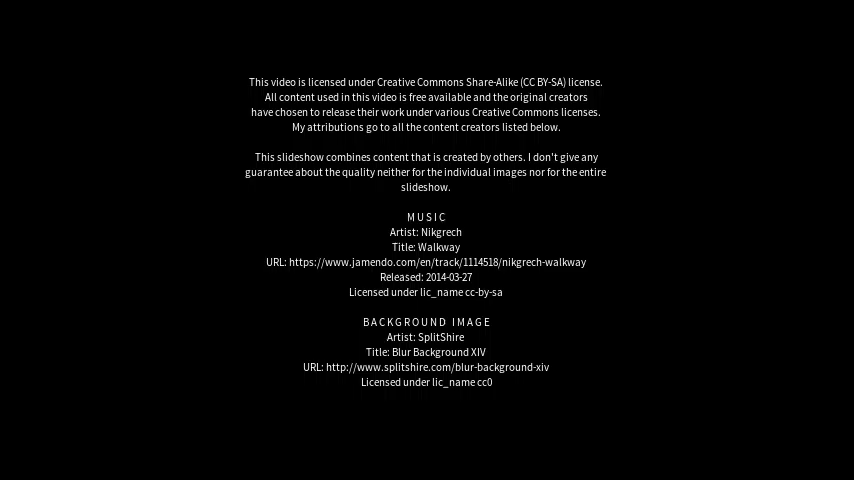 This video is licensed under Creative Commons Share-Alike (CC BY-SA) license.
All content used in this video is free available and the original creators
have chosen to release their work under various Creative Commons licenses.
My attributions go to all the content creators listed below.
This slideshow combines content that is created by others. I don't give any
guarantee about the quality neither for the individual images nor for the entire
slideshow.
MUSIC
Artist: Nikgrech
Title: Walkway
URL: https://www.jamendo.com/en/track/1114518/nikgrech-walkway
Released: 2014-03-27
Licensed under lic_name cc-by-sa
BACKGROUND IMAGE
Artist: SplitShire
Title: Blur Background XIV
URL: http://www.splitshire.com/blur-background-xiv
Licensed under lic_name cc0